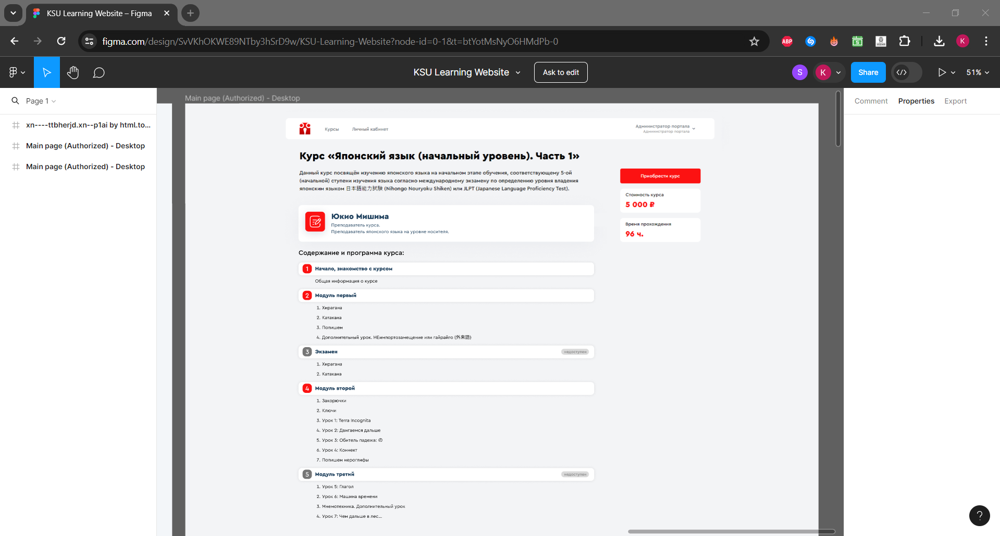 KSU Learning Website – Figma
figma.com/design/SvVKhOKWE89NTby3hSrD9w/KSU-Learning-Website?node-id=0-1&t=btYotMsNyO6HMdPb-0
ABP
K
KSU Learning Website
Ask to edit
S
K
Share
51%
Page 1
xn----ttbherjd.xn--p1ai by html.to...
Main page (Authorized) - Desktop
Main page (Authorized) - Desktop
Main page (Authorized) - Desktop
Курсы
Личный кабинет
Администратор портала
Администратор портала
Курс «Японский язык (начальный уровень). Часть 1»
Данный курс посвящён изучению японского языка на начальном этапе обучения, соответствующему 5-ой
(начальной) ступени изучения языка согласно международному экзамену по определению уровня владения
японским языком 日本語能力試験 (Nihongo Nouryoku Shiken) или JLPT (Japanese Language Proficiency Test).
Приобрести курс
Стоимость курса
5 000 ₽
Время прохождения
96 ч.
Юкио Мишима
Преподаватель курса.
Преподаватель японского языка на уровне носителя.
Содержание и программа курса:
1 Начало, знакомство с курсом
Общая информация о курсе
2 Модуль первый
1. Хирагана
2. Катакана
3. Попишем
4. Дополнительный урок. НЕимпортозамещение или гайрайго (外来語)
3 Экзамен недоступен
1. Хирагана
2. Катакана
4 Модуль второй
1. Закорючки
2. Ключи
3. Урок 1: Terra Incognita
4. Урок 2: Двигаемся дальше
5. Урок 3: Обитель падежа: の
6. Урок 4: Коннект
7. Попишем иероглифы
5 Модуль третий недоступен
1. Урок 5: Глагол
2. Урок 6: Машина времени
3. Мнемотехника. Дополнительный урок
4. Урок 7: Чем дальше в лес...
Comment
Properties
Export
?